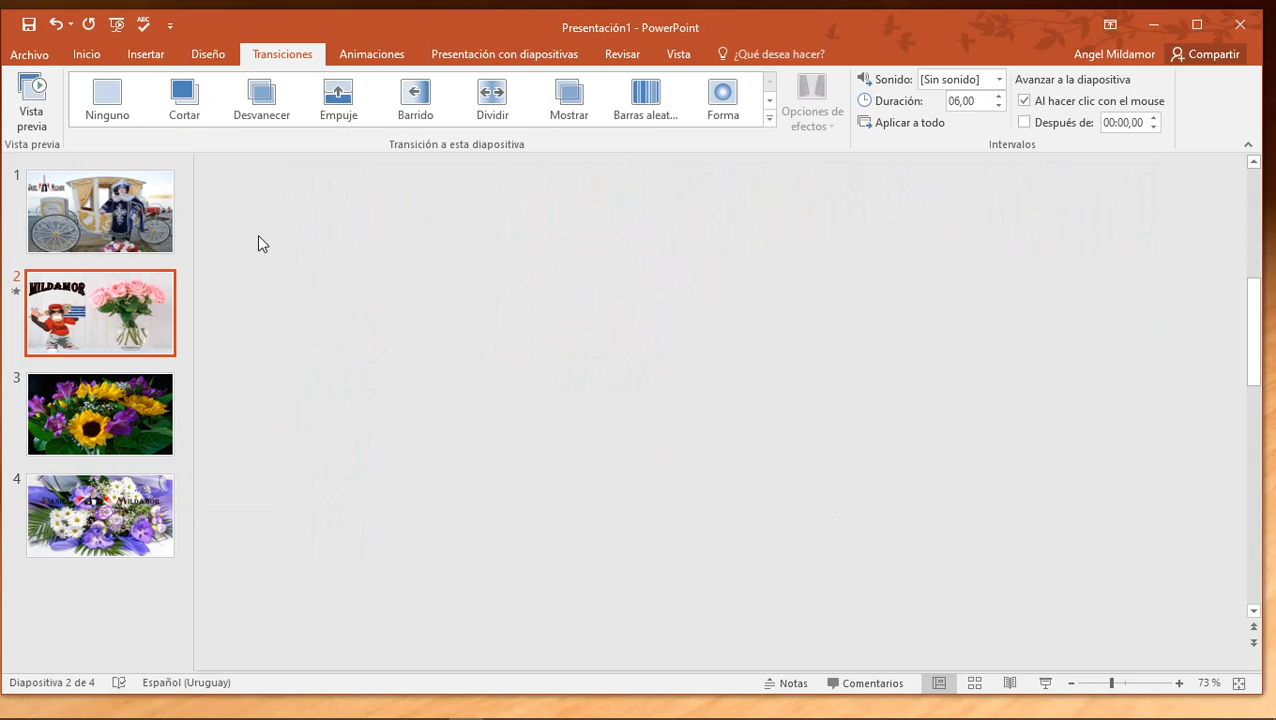 Presentación1 - PowerPoint
Archivo Inicio Insertar Diseño Transiciones Animaciones Presentación con diapositivas Revisar Vista ¿Qué desea hacer? Angel Mildamor Compartir
Vista previa
Ninguno Cortar Desvanecer Empuje Barrido Dividir Mostrar Barras aleat... Forma
Opciones de efectos
Sonido: [Sin sonido]
Duración: 06,00
Aplicar a todo
Avanzar a la diapositiva
Al hacer clic con el mouse
Después de: 00:00,00
Vista previa Transición a esta diapositiva Intervalos
1
2
MILDAMOR
3
4
Diapositiva 2 de 4 Español (Uruguay) Notas Comentarios 73 %